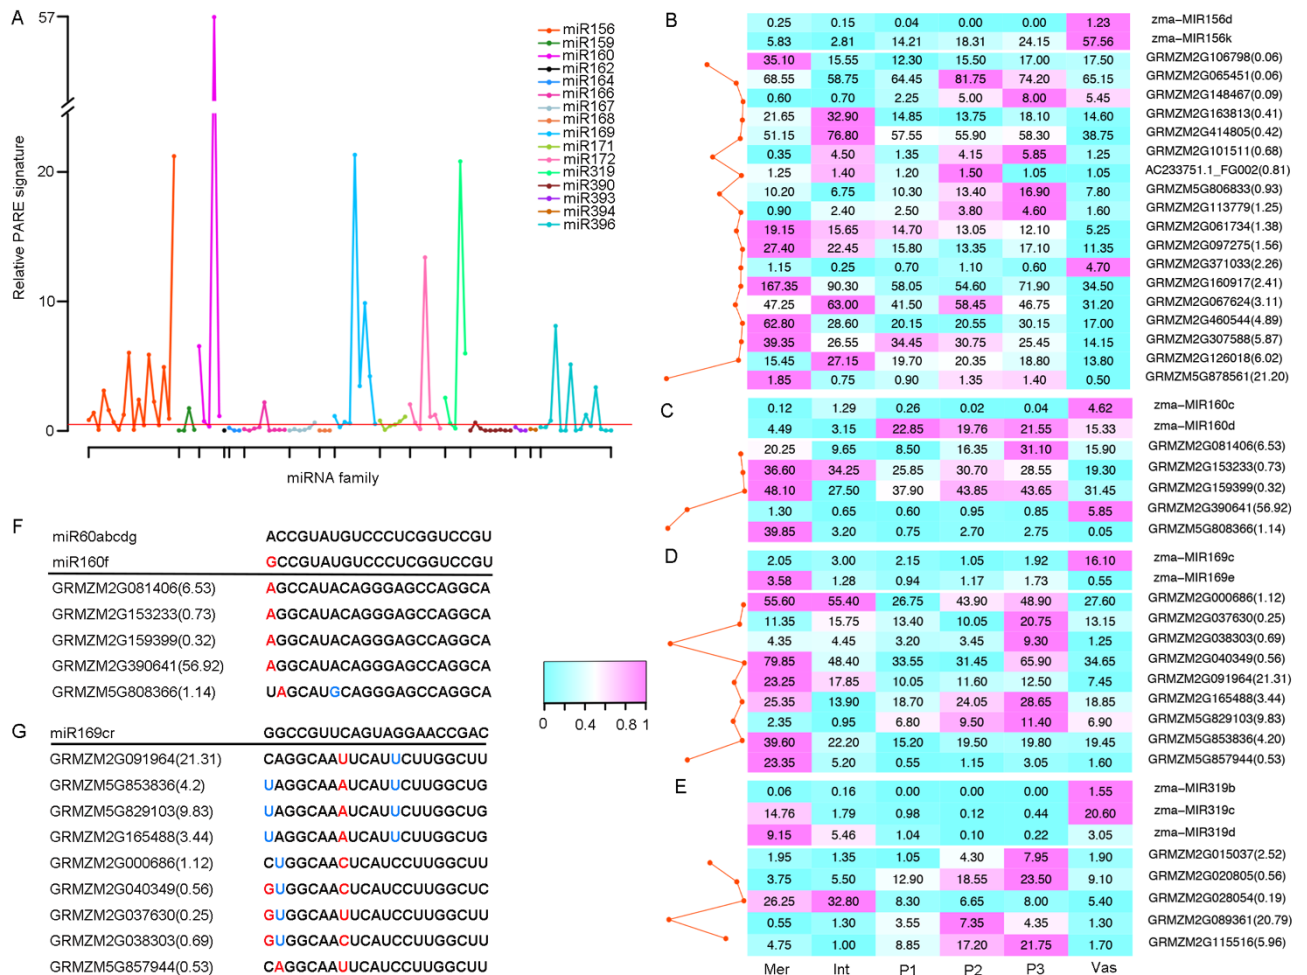 A
57
20
10
0
Relative PARE signature
miRNA family
miR156
miR159
miR160
miR162
miR164
miR166
miR167
miR168
miR169
miR171
miR172
miR319
miR390
miR393
miR394
miR396
B
0.25 0.15 0.04 0.00 0.00 1.23 zma-MIR156d
5.83 2.81 14.21 18.31 24.15 57.56 zma-MIR156k
35.10 15.55 12.30 15.50 17.00 17.50 GRMZM2G106798(0.06)
68.55 58.75 64.45 81.75 74.20 65.15 GRMZM2G065451(0.06)
0.60 0.70 2.25 5.00 8.00 5.45 GRMZM2G148467(0.09)
21.65 32.90 14.85 13.75 18.10 14.60 GRMZM2G163813(0.41)
51.15 76.80 57.55 55.90 58.30 38.75 GRMZM2G414805(0.42)
0.35 4.50 1.35 4.15 5.85 1.25 GRMZM2G101511(0.68)
1.25 1.40 1.20 1.50 1.05 1.05 AC233751.1_FG002(0.81)
10.20 6.75 10.30 13.40 16.90 7.80 GRMZM5G806833(0.93)
0.90 2.40 2.50 3.80 4.60 1.60 GRMZM2G113779(1.25)
19.15 15.65 14.70 13.05 12.10 5.25 GRMZM2G061734(1.38)
27.40 22.45 15.80 13.35 17.10 11.35 GRMZM2G097275(1.56)
1.15 0.25 0.70 1.10 0.60 4.70 GRMZM2G371033(2.26)
167.35 90.30 58.05 54.60 71.90 34.50 GRMZM2G160917(2.41)
47.25 63.00 41.50 58.45 46.75 31.20 GRMZM2G067624(3.11)
62.80 28.60 20.15 20.55 30.15 17.00 GRMZM2G460544(4.89)
39.35 26.55 34.45 30.75 25.45 14.15 GRMZM2G307588(5.87)
15.45 27.15 19.70 20.35 18.80 13.80 GRMZM2G126018(6.02)
1.85 0.75 0.90 1.35 1.40 0.50 GRMZM5G878561(21.20)
C
0.12 1.29 0.26 0.02 0.04 4.62 zma-MIR160c
4.49 3.15 22.85 19.76 21.55 15.33 zma-MIR160d
20.25 9.65 8.50 16.35 31.10 15.90 GRMZM2G081406(6.53)
36.60 34.25 25.85 30.70 28.55 19.30 GRMZM2G153233(0.73)
48.10 27.50 37.90 43.85 43.65 31.45 GRMZM2G159399(0.32)
1.30 0.65 0.60 0.95 0.85 5.85 GRMZM2G390641(56.92)
39.85 3.20 0.75 2.70 2.75 0.05 GRMZM5G808366(1.14)
D
2.05 3.00 2.15 1.05 1.92 16.10 zma-MIR169c
3.58 1.28 0.94 1.17 1.73 0.55 zma-MIR169e
55.60 55.40 26.75 43.90 48.90 27.60 GRMZM2G000686(1.12)
11.35 15.75 13.40 10.05 20.75 13.15 GRMZM2G037630(0.25)
4.35 4.45 3.20 3.45 9.30 1.25 GRMZM2G038303(0.69)
79.85 48.40 33.55 31.45 65.90 34.65 GRMZM2G040349(0.56)
23.25 17.85 10.05 11.60 12.50 7.45 GRMZM2G091964(21.31)
25.35 13.90 18.70 24.05 28.65 18.85 GRMZM2G165488(3.44)
2.35 0.95 6.80 9.50 11.40 6.90 GRMZM5G829103(9.83)
39.60 22.20 15.20 19.50 19.80 19.45 GRMZM5G853836(4.20)
23.35 5.20 0.55 1.15 3.05 1.60 GRMZM5G857944(0.53)
E
0.06 0.16 0.00 0.00 0.00 1.55 zma-MIR319b
14.76 1.79 0.98 0.12 0.44 20.60 zma-MIR319c
9.15 5.46 1.04 0.10 0.22 3.05 zma-MIR319d
1.95 1.35 1.05 4.30 7.95 1.90 GRMZM2G015037(2.52)
3.75 5.50 12.90 18.55 23.50 9.10 GRMZM2G020805(0.56)
26.25 32.80 8.30 6.65 8.00 5.40 GRMZM2G028054(0.19)
0.55 1.30 3.55 7.35 4.35 1.30 GRMZM2G089361(20.79)
4.75 1.00 8.85 17.20 21.75 1.70 GRMZM2G115516(5.96)
Mer Int P1 P2 P3 Vas
F
miR60abcdg ACCGUAUGUCCCUCGGUCCGU
miR160f GCCGUAUGUCCCUCGGUCCGU
GRMZM2G081406(6.53) AGCCAUACAGGGAGCCAGGCA
GRMZM2G153233(0.73) AGGCAUACAGGGAGCCAGGCA
GRMZM2G159399(0.32) AGGCAUACAGGGAGCCAGGCA
GRMZM2G390641(56.92) AGGCAUACAGGGAGCCAGGCA
GRMZM5G808366(1.14) UAGCAUGCAGGGAGCCAGGCA
0 0.4 0.8 1
G
miR169cr GGCCGUUCAGUAGGAACCGAC
GRMZM2G091964(21.31) CAGGCAAUUCAUUCUUGGCUU
GRMZM5G853836(4.2) UAGGCAAAUCAUUCUUGGCUG
GRMZM5G829103(9.83) UAGGCAAAUCAUUCUUGGCUG
GRMZM2G165488(3.44) UAGGCAAAUCAUUCUUGGCUG
GRMZM2G000686(1.12) CUGGCAACUCAUCCUUGGCUU
GRMZM2G040349(0.56) GUGGCAACUCAUCCUUGGCUC
GRMZM2G037630(0.25) GUGGCAAUUCAUCCUUGGCUU
GRMZM2G038303(0.69) GUGGCAACUCAUCCUUGGCUU
GRMZM5G857944(0.53) CAGGCAAUUCAUCCUUGGCUU